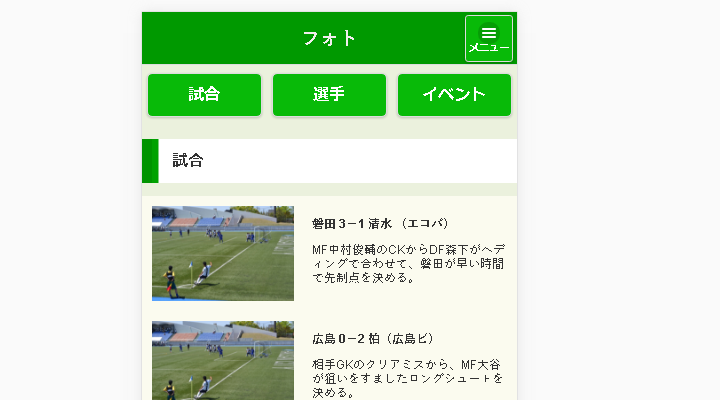 フォト
メニュー
試合
選手
イベント
試合
磐田 3－1 清水 （エコパ）
MF中村俊輔のCKからDF森下がヘデ
ィングで合わせて、磐田が早い時間
で先制点を決める。
広島 0－2 柏（広島ビ）
相手GKのクリアミスから、MF大谷
が狙いをすましたロングシュートを
決める。